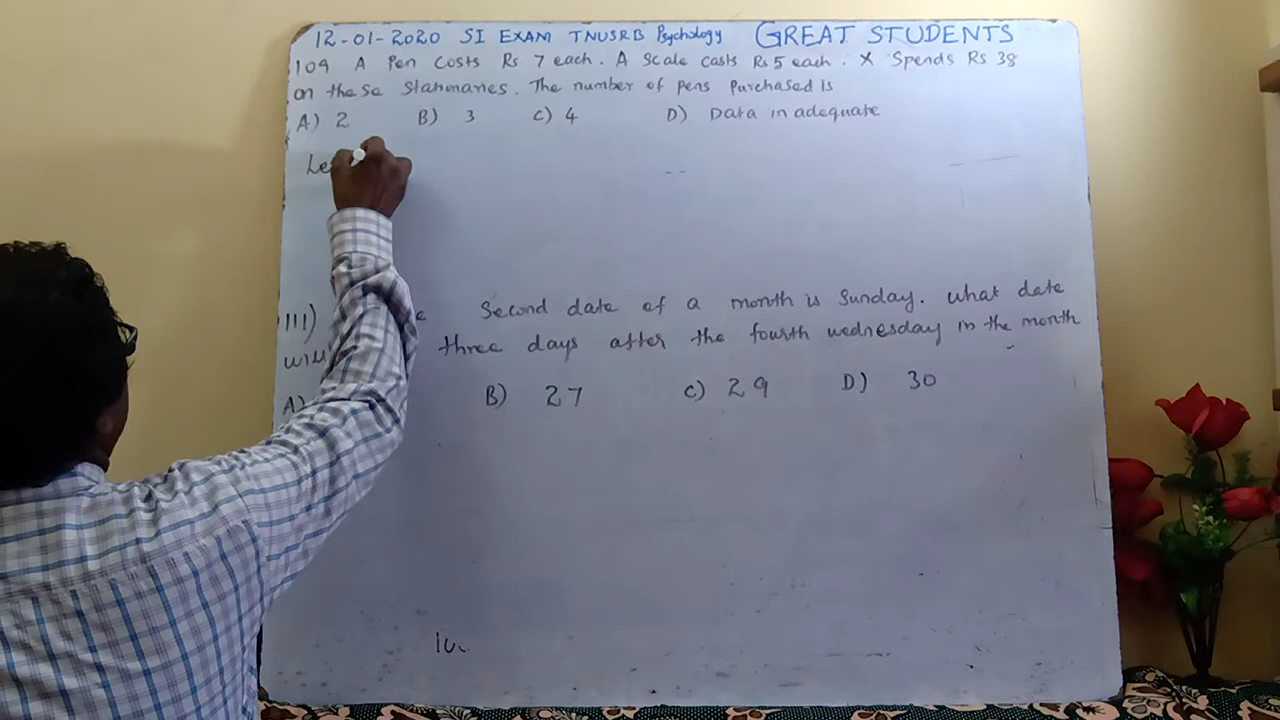 12-01-2020 SI EXAM TNUSRB Psychology GREAT STUDENTS
109 A Pen costs Rs 7 each. A Scale casts Rs 5 each. X Spends Rs 38
on these Stationaries. The number of pens Purchased is
A) 2 B) 3 C) 4 D) Data in adequate
Le
111) Second date of a month is Sunday. What date
will three days after the fourth wednesday in the month
A) B) 27 C) 29 D) 30